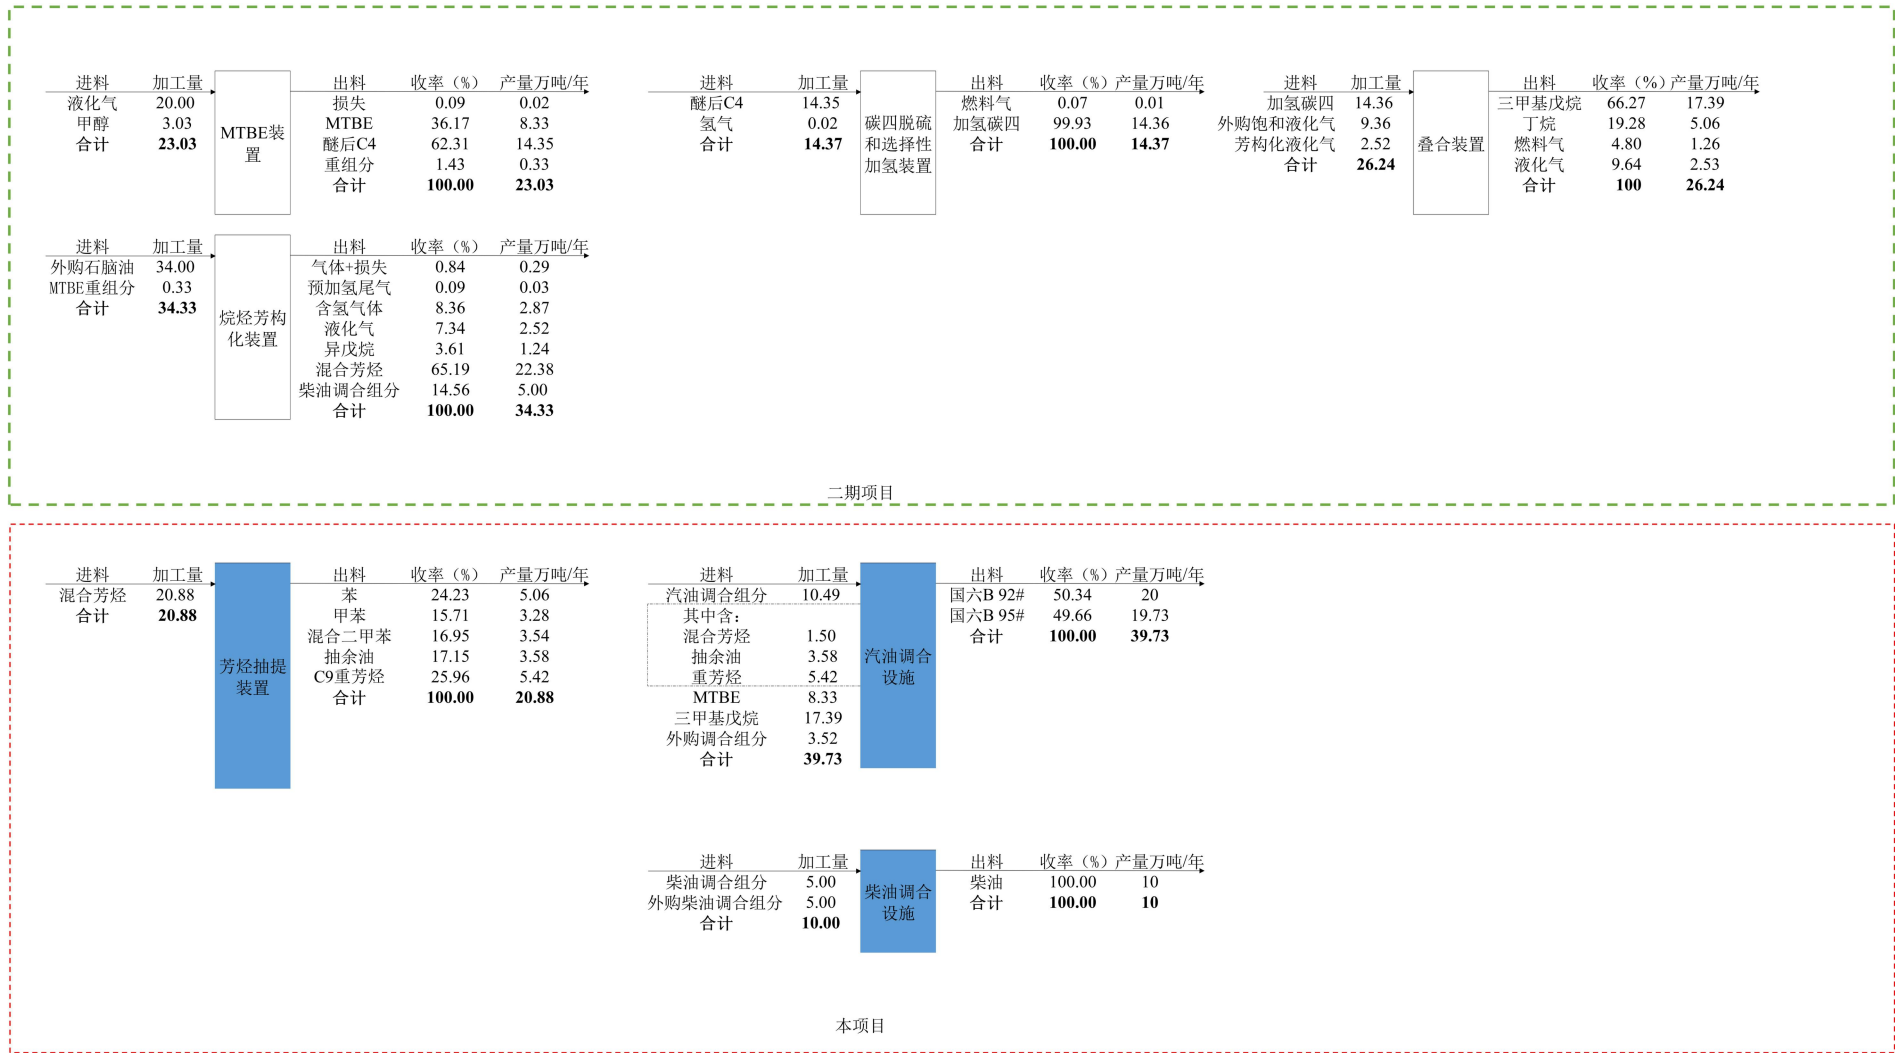 进料 加工量
液化气 20.00
甲醇 3.03
合计 23.03
MTBE装
置
出料 收率（%） 产量万吨/年
损失 0.09 0.02
MTBE 36.17 8.33
醚后C4 62.31 14.35
重组分 1.43 0.33
合计 100.00 23.03
进料 加工量
醚后C4 14.35
氢气 0.02
合计 14.37
碳四脱硫
和选择性
加氢装置
出料 收率（%） 产量万吨/年
燃料气 0.07 0.01
加氢碳四 99.93 14.36
合计 100.00 14.37
进料 加工量
加氢碳四 14.36
外购饱和液化气 9.36
芳构化液化气 2.52
合计 26.24
叠合装置
出料 收率（%） 产量万吨/年
三甲基戊烷 66.27 17.39
丁烷 19.28 5.06
燃料气 4.80 1.26
液化气 9.64 2.53
合计 100 26.24
进料 加工量
外购石脑油 34.00
MTBE重组分 0.33
合计 34.33
烷烃芳构
化装置
出料 收率（%） 产量万吨/年
气体+损失 0.84 0.29
预加氢尾气 0.09 0.03
含氢气体 8.36 2.87
液化气 7.34 2.52
异戊烷 3.61 1.24
混合芳烃 65.19 22.38
柴油调合组分 14.56 5.00
合计 100.00 34.33
二期项目
进料 加工量
混合芳烃 20.88
合计 20.88
芳烃抽提
装置
出料 收率（%） 产量万吨/年
苯 24.23 5.06
甲苯 15.71 3.28
混合二甲苯 16.95 3.54
抽余油 17.15 3.58
C9重芳烃 25.96 5.42
合计 100.00 20.88
进料 加工量
汽油调合组分 10.49
其中含：
混合芳烃 1.50
抽余油 3.58
重芳烃 5.42
MTBE 8.33
三甲基戊烷 17.39
外购调合组分 3.52
合计 39.73
汽油调合
设施
出料 收率（%） 产量万吨/年
国六B 92# 50.34 20
国六B 95# 49.66 19.73
合计 100.00 39.73
进料 加工量
柴油调合组分 5.00
外购柴油调合组分 5.00
合计 10.00
柴油调合
设施
出料 收率（%） 产量万吨/年
柴油 100.00 10
合计 100.00 10
本项目